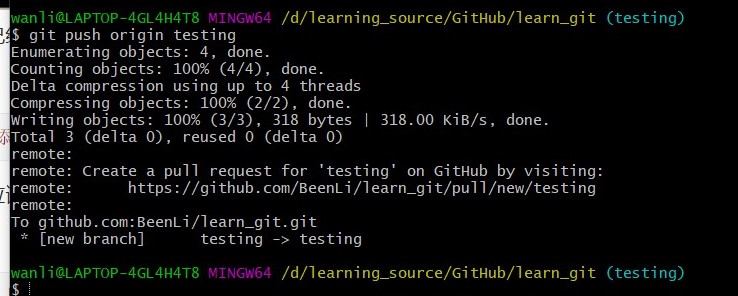 wanli@LAPTOP-4GL4H4T8 MINGW64 /d/learning_source/GitHub/learn_git (testing)
$ git push origin testing
Enumerating objects: 4, done.
Counting objects: 100% (4/4), done.
Delta compression using up to 4 threads
Compressing objects: 100% (2/2), done.
Writing objects: 100% (3/3), 318 bytes | 318.00 KiB/s, done.
Total 3 (delta 0), reused 0 (delta 0)
remote:
remote: Create a pull request for 'testing' on GitHub by visiting:
remote:      https://github.com/BeenLi/learn_git/pull/new/testing
remote:
To github.com:BeenLi/learn_git.git
 * [new branch]      testing -> testing
wanli@LAPTOP-4GL4H4T8 MINGW64 /d/learning_source/GitHub/learn_git (testing)
$